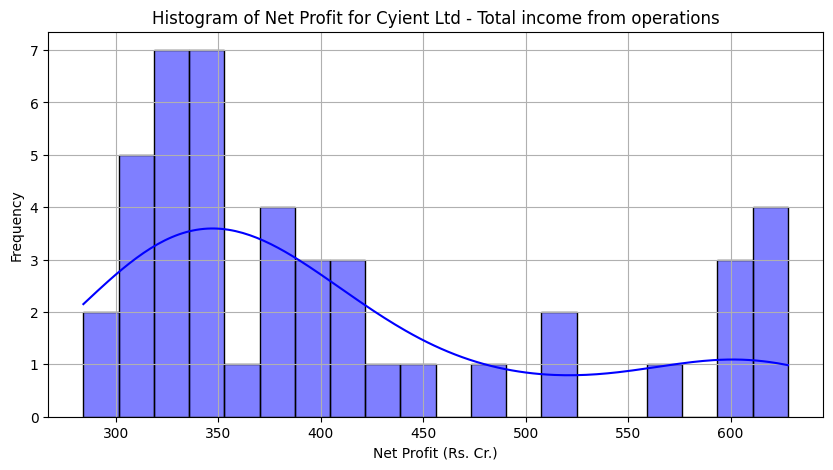 Histogram of Net Profit for Cyient Ltd - Total income from operations
Frequency
7
6
5
4
3
2
1
0
300 350 400 450 500 550 600
Net Profit (Rs. Cr.)